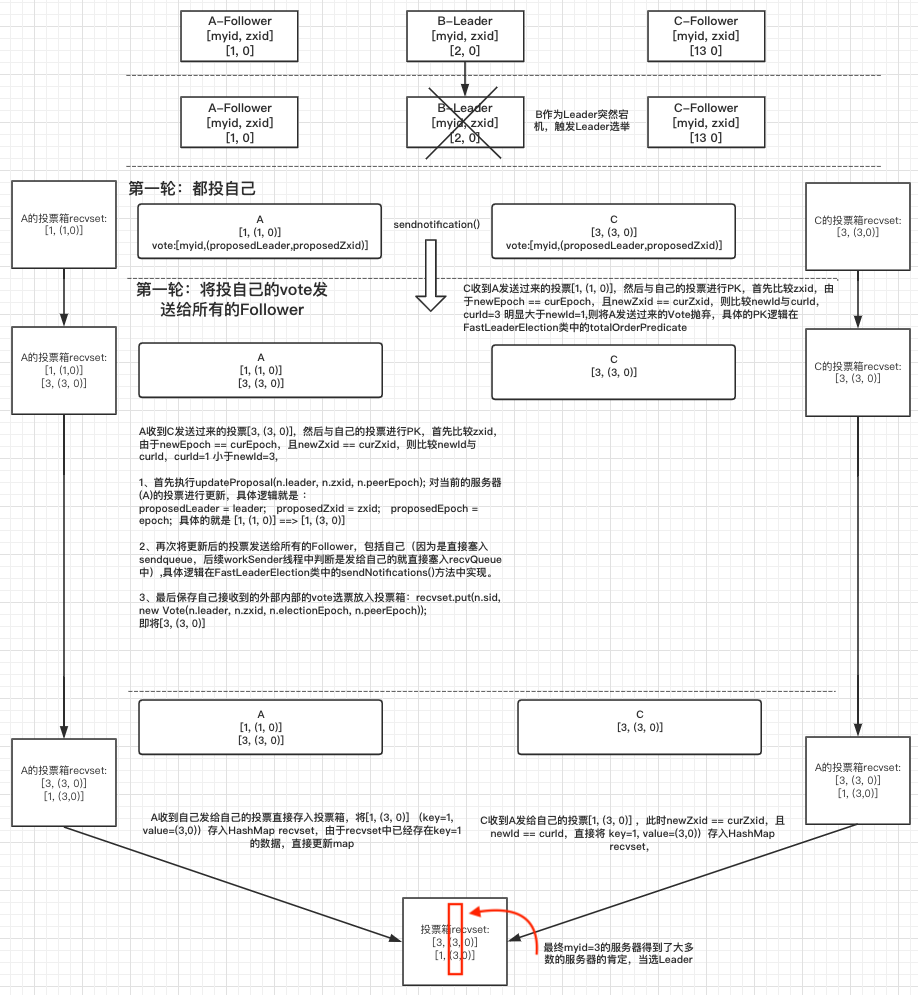 A-Follower
[myid, zxid]
[1, 0]
B-Leader
[myid, zxid]
[2, 0]
C-Follower
[myid, zxid]
[13 0]
A-Follower
[myid, zxid]
[1, 0]
B-Leader
[myid, zxid]
[2, 0]
B作为Leader突然宕
机，触发Leader选举
C-Follower
[myid, zxid]
[13 0]
第一轮：都投自己
A的投票箱recvset:
[1, (1,0)]
A
[1, (1, 0)]
vote:[myid,(proposedLeader,proposedZxid)]
sendnotification()
C
[3, (3, 0)]
vote:[myid,(proposedLeader,proposedZxid)]
C的投票箱recvset:
[3, (3,0)]
第一轮：将投自己的vote发
送给所有的Follower
C收到A发送过来的投票[1, (1, 0)]，然后与自己的投票进行PK，首先比较zxid，由
于newEpoch == curEpoch，且newZxid == curZxid，则比较newId与curId，
curId=3 明显大于newId=1,则将A发送过来的Vote抛弃，具体的PK逻辑在
FastLeaderElection类中的totalOrderPredicate
A的投票箱recvset:
[1, (1,0)]
[3, (3, 0)]
A
[1, (1, 0)]
[3, (3, 0)]
C
[3, (3, 0)]
C的投票箱recvset:
[3, (3, 0)]
A收到C发送过来的投票[3, (3, 0)]，然后与自己的投票进行PK，首先比较zxid,
由于newEpoch == curEpoch，且newZxid == curZxid，则比较newId与
curId，curId=1 小于newId=3,
1、首先执行updateProposal(n.leader, n.zxid, n.peerEpoch); 对当前的服务器
(A)的投票进行更新，具体逻辑就是：
proposedLeader = leader; proposedZxid = zxid; proposedEpoch =
epoch; 具体的就是 [1, (1, 0)] ==> [1, (3, 0)]
2、再次将更新后的投票发送给所有的Follower，包括自己（因为是直接塞入
sendqueue，后续workSender线程中判断是发给自己的就直接塞入recvQueue
中）,具体逻辑在FastLeaderElection类中的sendNotifications()方法中实现。
3、最后保存自己接收到的外部内部的vote选票放入投票箱：recvset.put(n.sid,
new Vote(n.leader, n.zxid, n.electionEpoch, n.peerEpoch));
即将[3, (3, 0)]
A
[1, (1, 0)]
[3, (3, 0)]
C
[3, (3, 0)]
A的投票箱recvset:
[3, (3, 0)]
[1, (3,0)]
A的投票箱recvset:
[3, (3, 0)]
[1, (3,0)]
A收到自己发给自己的投票直接存入投票箱，将[1, (3, 0)] （key=1,
value=(3,0)）存入HashMap recvset，由于recvset中已经存在key=1
的数据，直接更新map
C收到A发给自己的投票[1, (3, 0)] ，此时newZxid == curZxid，且
newId == curId，直接将 key=1, value=(3,0)）存入HashMap
recvset，
投票箱recvset:
[3, (3, 0)]
[1, (3,0)]
最终myid=3的服务器得到了大多
数的服务器的肯定，当选Leader